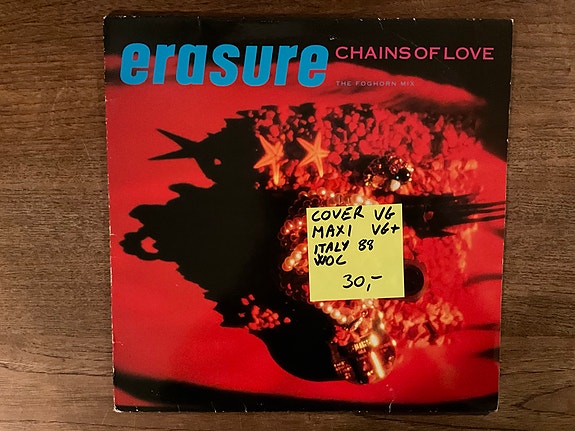 erasure
CHAINS OF LOVE
THE FOGHORN MIX
COVER VG
MAXI VG+
ITALY 88
WOC
30,-